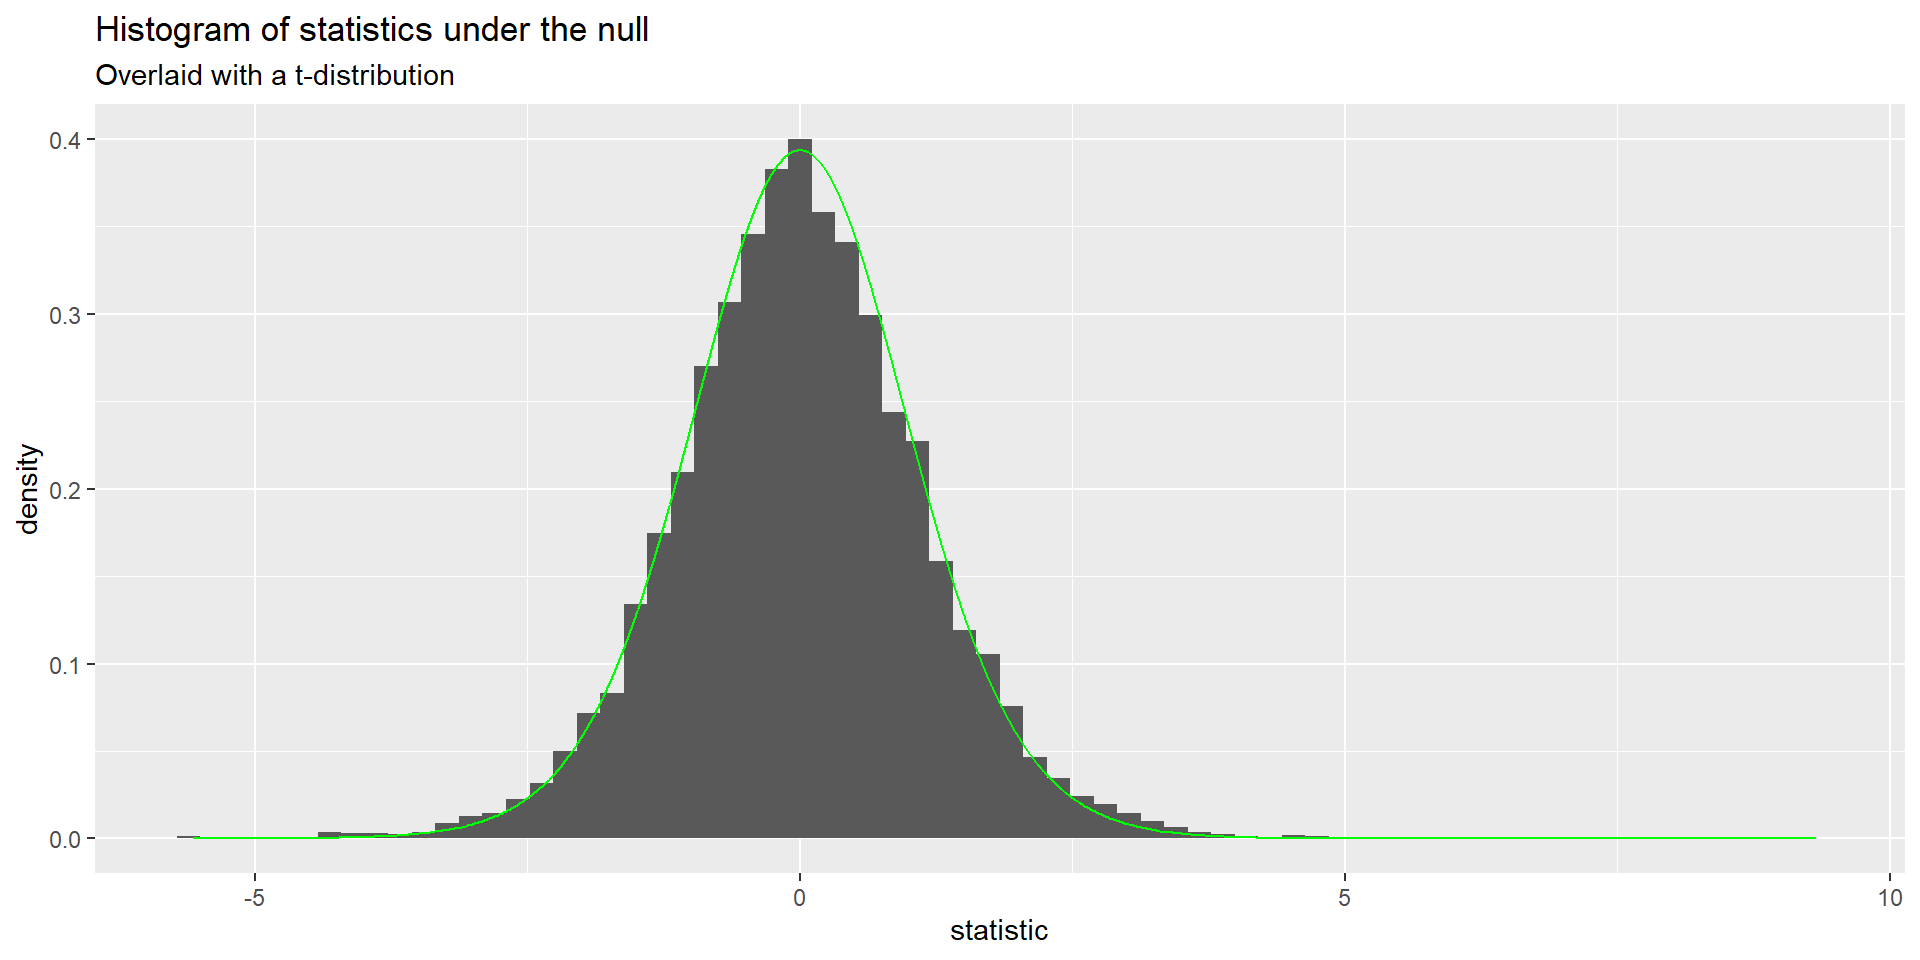 Histogram of statistics under the null
Overlaid with a t-distribution
0.4
0.3
0.2
0.1
0.0
density
-5
0
5
10
statistic